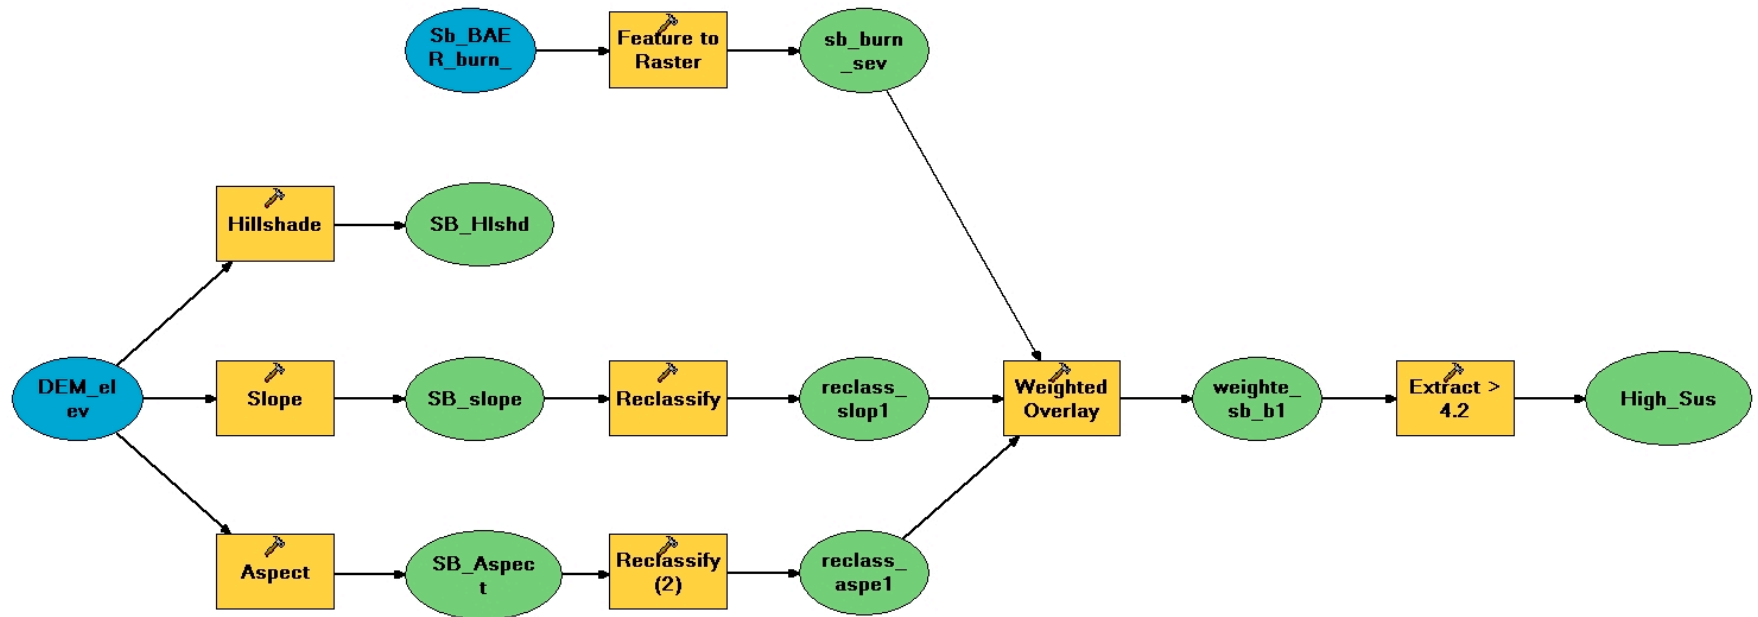 Sb_BAE
R_burn_
Feature to
Raster
sb_burn
_sev
Hillshade
SB_Hlshd
DEM_el
ev
Slope
SB_slope
Reclassify
reclass_
slop1
Weighted
Overlay
weighte_
sb_b1
Extract >
4.2
High_Sus
Aspect
SB_Aspec
t
Reclassify
(2)
reclass_
aspe1